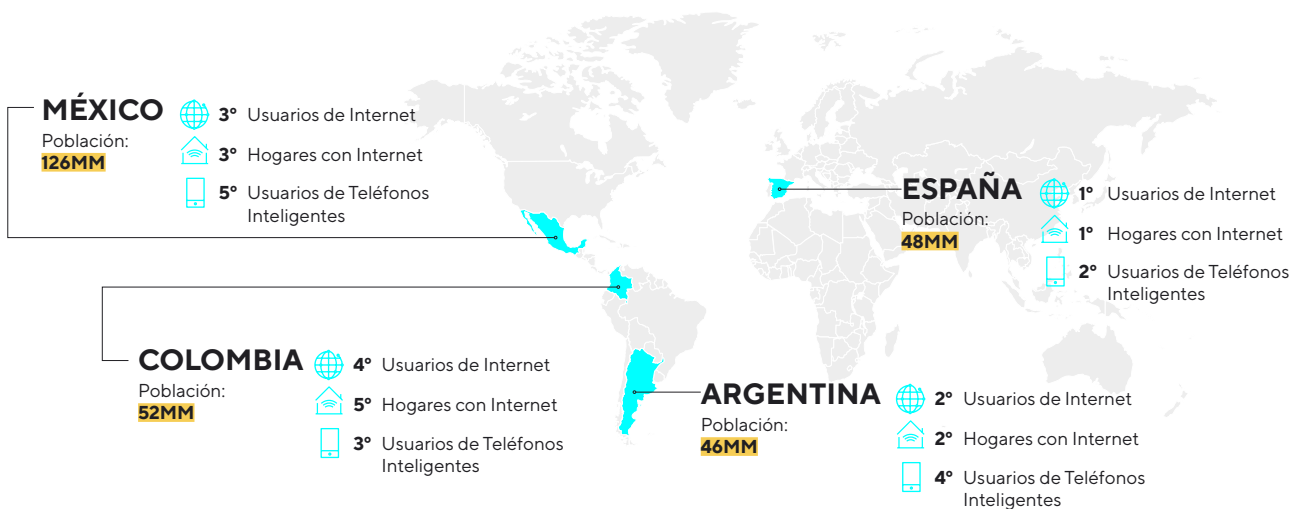 MÉXICO
Población:
126MM
3° Usuarios de Internet
3° Hogares con Internet
5° Usuarios de Teléfonos
Inteligentes
ESPAÑA
Población:
48MM
1° Usuarios de Internet
1° Hogares con Internet
2° Usuarios de Teléfonos
Inteligentes
COLOMBIA
Población:
52MM
4° Usuarios de Internet
5° Hogares con Internet
3° Usuarios de Teléfonos
Inteligentes
ARGENTINA
Población:
46MM
2° Usuarios de Internet
2° Hogares con Internet
4° Usuarios de Teléfonos
Inteligentes